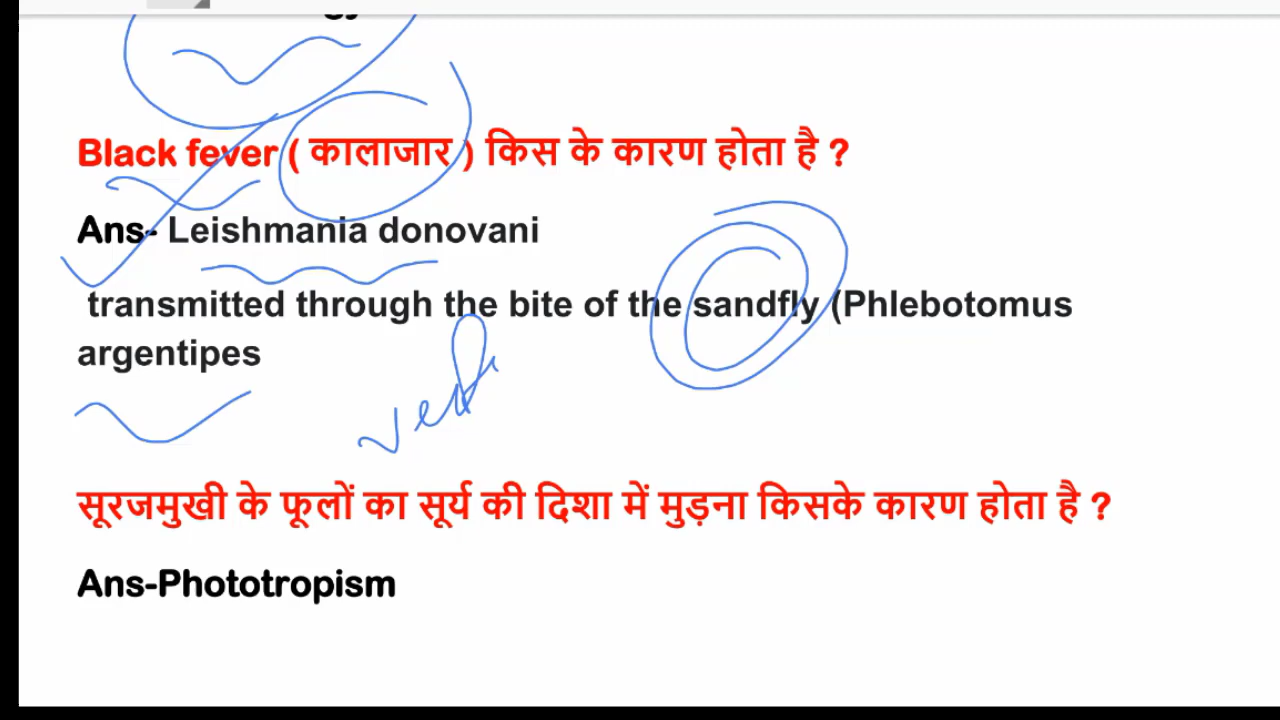 Black fever ( कालाजार ) किस के कारण होता है ?
Ans- Leishmania donovani
transmitted through the bite of the sandfly (Phlebotomus
argentipes
सूरजमुखी के फूलों का सूर्य की दिशा में मुड़ना किसके कारण होता है ?
Ans-Phototropism